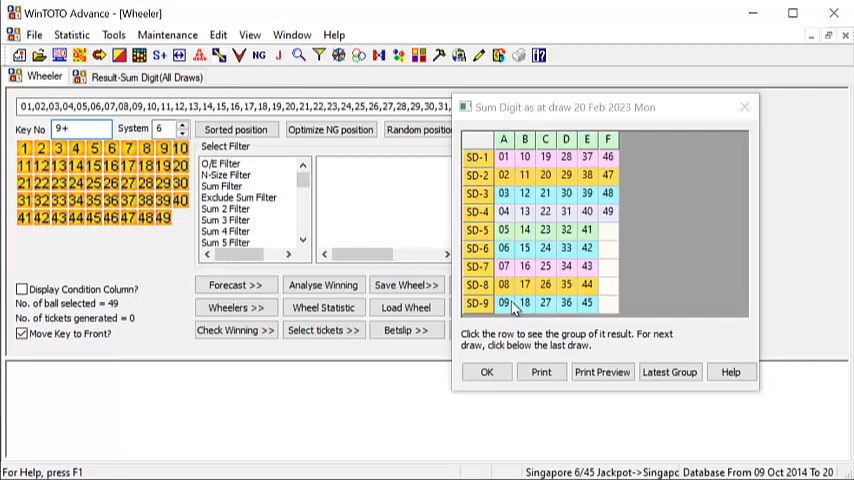 WinTOTO Advance - [Wheeler]
File Statistic Tools Maintenance Edit View Window Help
S+ NG J
Wheeler Result-Sum Digit(All Draws)
01,02,03,04,05,06,07,08,09,10,11,12,13,14,15,16,17,18,19,20,21,22,23,24,25,26,27,28,29,30,31,
Key No 9+ System 6 Sorted position Optimize NG position Random positio
1 2 3 4 5 6 7 8 9 10
11 12 13 14 15 16 17 18 19 20
21 22 23 24 25 26 27 28 29 30
31 32 33 34 35 36 37 38 39 40
41 42 43 44 45 46 47 48 49
Select Filter
O/E Filter
N-Size Filter
Sum Filter
Exclude Sum Filter
Sum 2 Filter
Sum 3 Filter
Sum 4 Filter
Sum 5 Filter
Display Condition Column?
No. of ball selected = 49
No. of tickets generated = 0
Move Key to Front?
Forecast >> Analyse Winning Save Wheel>>
Wheelers >> Wheel Statistic Load Wheel
Check Winning >> Select tickets >> Betslip >>
Sum Digit as at draw 20 Feb 2023 Mon
A B C D E F
SD-1 01 10 19 28 37 46
SD-2 02 11 20 29 38 47
SD-3 03 12 21 30 39 48
SD-4 04 13 22 31 40 49
SD-5 05 14 23 32 41
SD-6 06 15 24 33 42
SD-7 07 16 25 34 43
SD-8 08 17 26 35 44
SD-9 09 18 27 36 45
Click the row to see the group of it result. For next
draw, click below the last draw.
OK Print Print Preview Latest Group Help
For Help, press F1
Singapore 6/45 Jackpot->Singapc Database From 09 Oct 2014 To 20